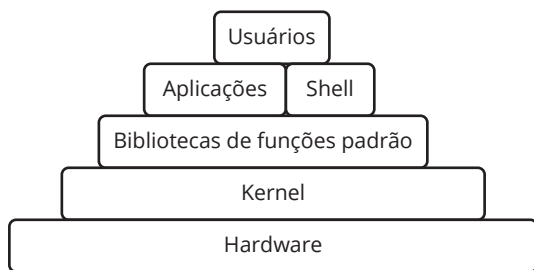 Usuários
Aplicações Shell
Bibliotecas de funções padrão
Kernel
Hardware